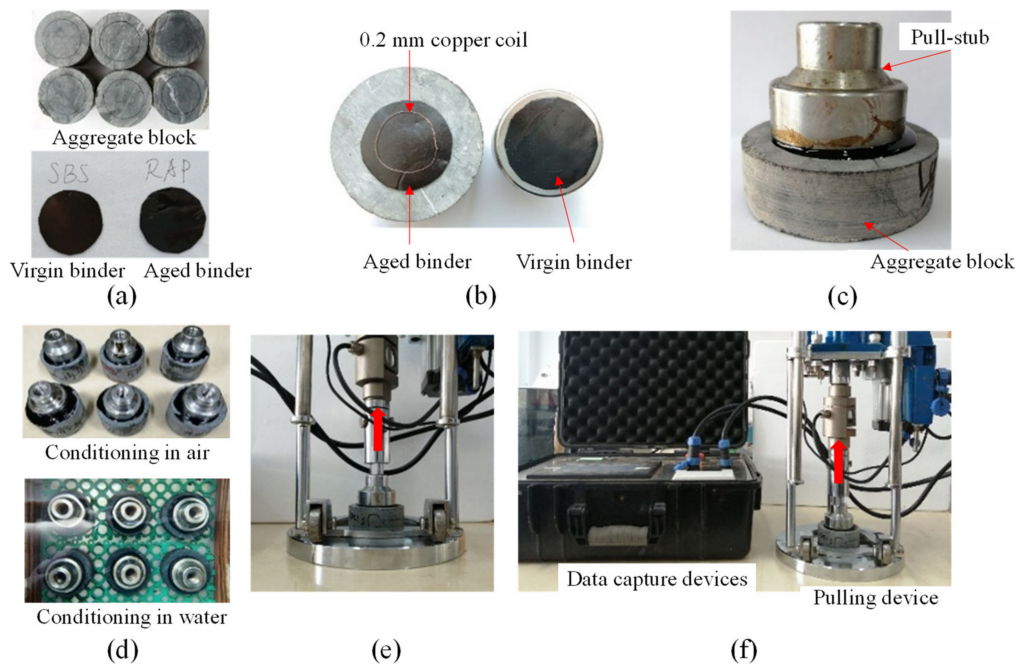 0.2 mm copper coil
Pull-stub
Aggregate block
SBS
RAP
Virgin binder
Aged binder
Aged binder
Virgin binder
Aggregate block
(a)
(b)
(c)
Conditioning in air
Conditioning in water
Data capture devices
Pulling device
(d)
(e)
(f)